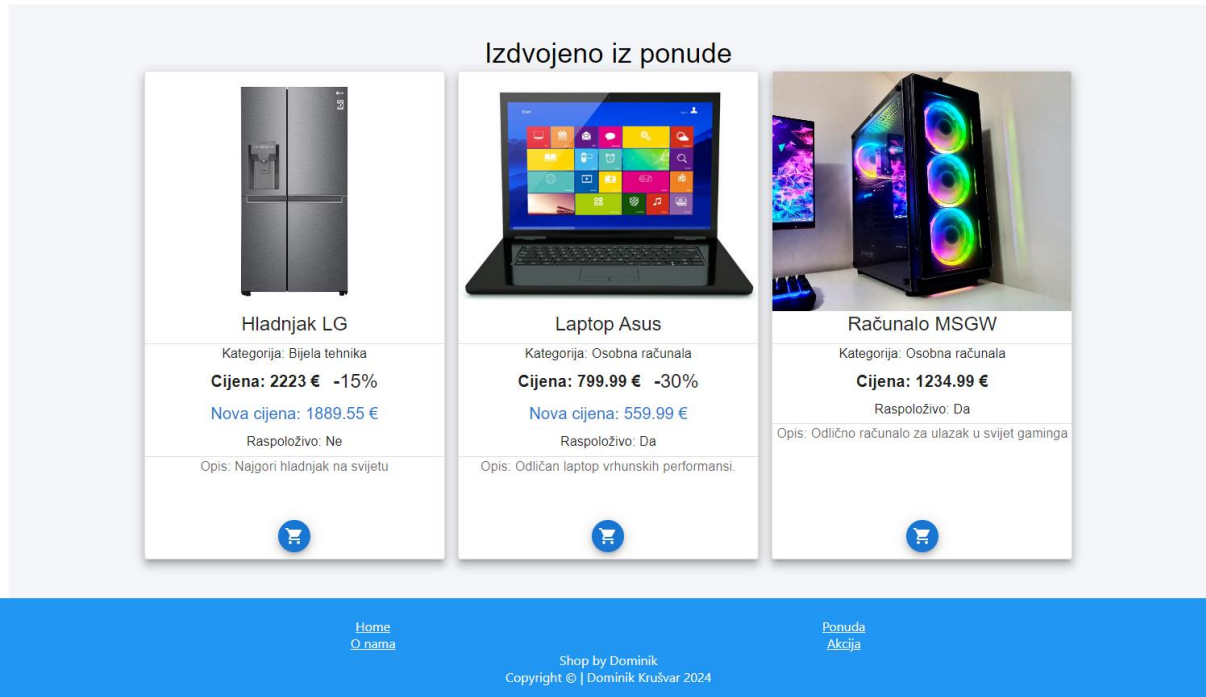 Izdvojeno iz ponude
Hladnjak LG
Kategorija: Bijela tehnika
Cijena: 2223 € -15%
Nova cijena: 1889.55 €
Raspoloživo: Ne
Opis: Najgori hladnjak na svijetu
Laptop Asus
Kategorija: Osobna računala
Cijena: 799.99 € -30%
Nova cijena: 559.99 €
Raspoloživo: Da
Opis: Odličan laptop vrhunskih performansi.
Računalo MSGW
Kategorija: Osobna računala
Cijena: 1234.99 €
Raspoloživo: Da
Opis: Odlično računalo za ulazak u svijet gaminga
Home
O nama
Ponuda
Akcija
Shop by Dominik
Copyright © | Dominik Krušvar 2024